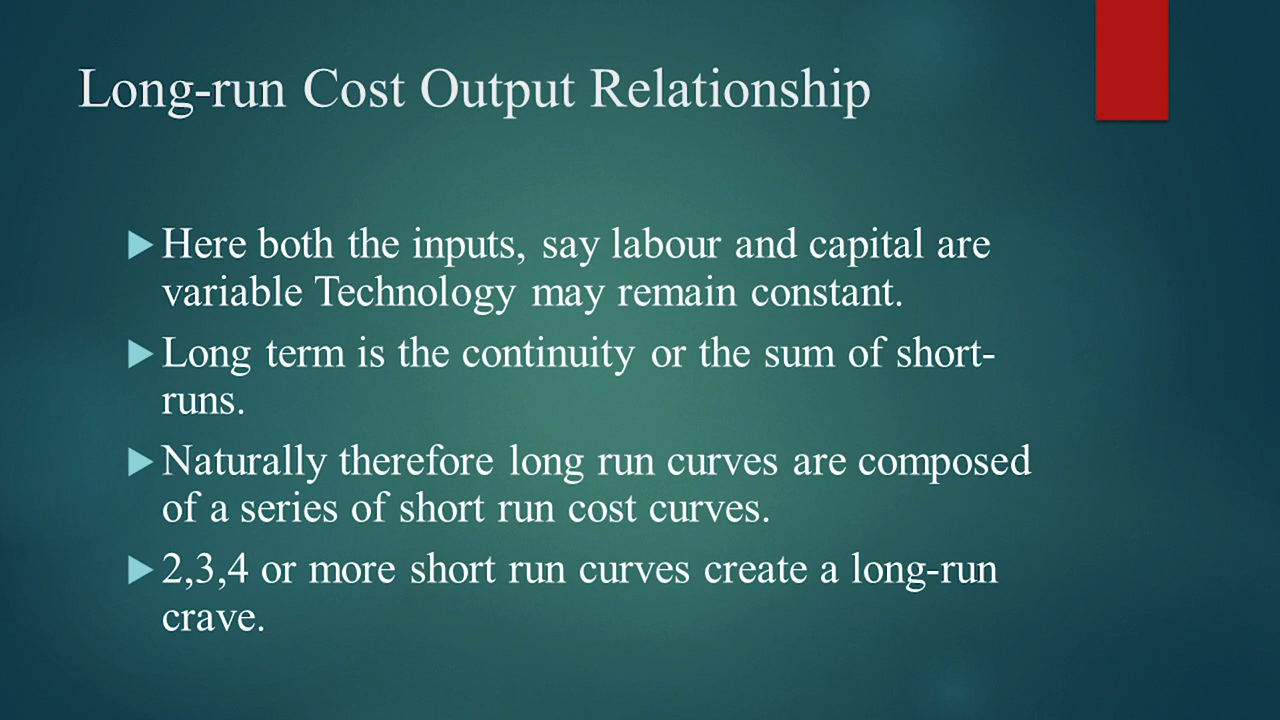 Long-run Cost Output Relationship
Here both the inputs, say labour and capital are
variable Technology may remain constant.
Long term is the continuity or the sum of short-
runs.
Naturally therefore long run curves are composed
of a series of short run cost curves.
2,3,4 or more short run curves create a long-run
crave.